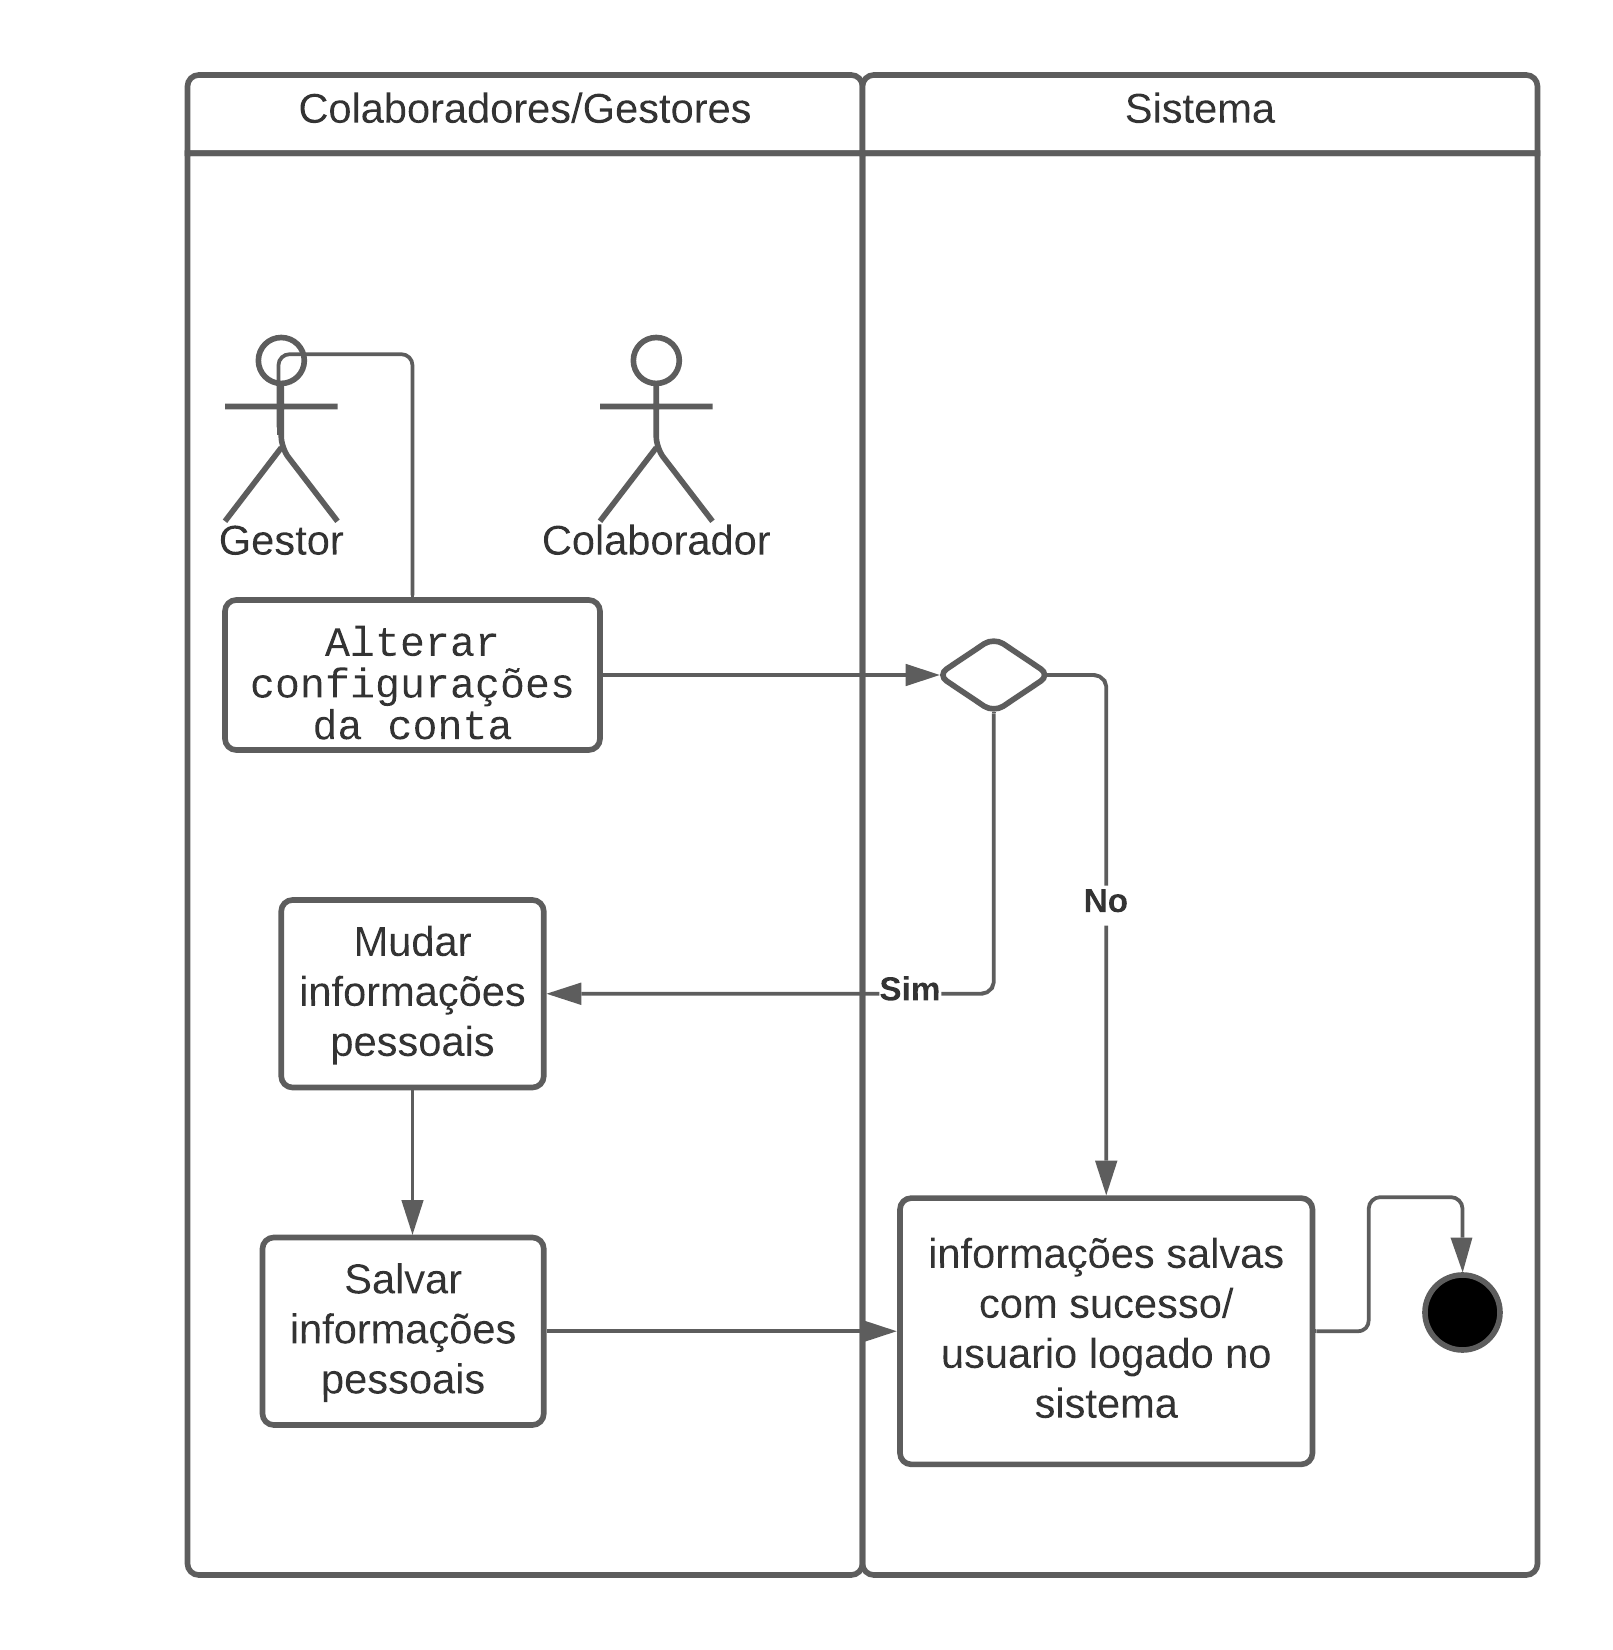 Colaboradores/Gestores
Sistema
Gestor
Colaborador
Alterar
configurações
da conta
No
Mudar
informações
pessoais
Sim
Salvar
informações
pessoais
informações salvas
com sucesso/
usuario logado no
sistema